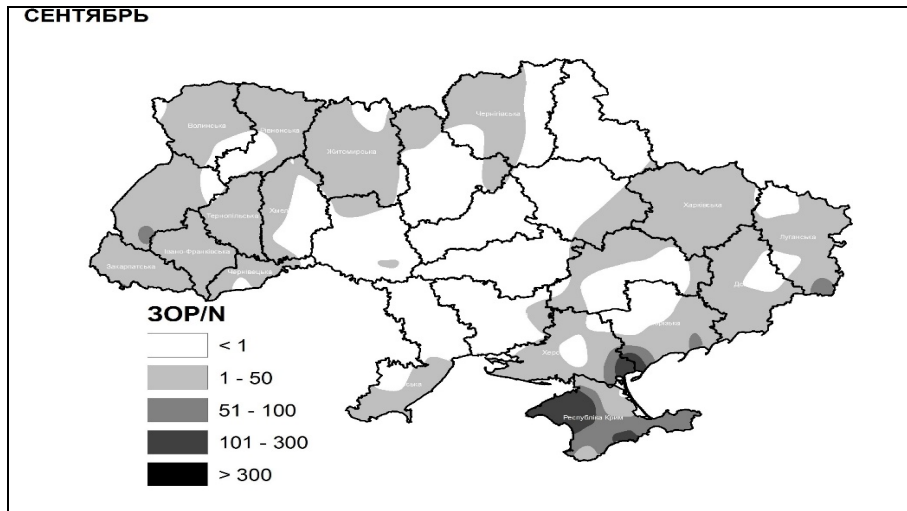 СЕНТЯБРЬ
Чернігівська
Волинська
Житомирська
Харківська
Тернопільська
Луганська
Івано-Франківська
Закарпатська
Чернівецька
ЗОР/N
< 1
1 - 50
51 - 100
101 - 300
> 300
Республіка Крим